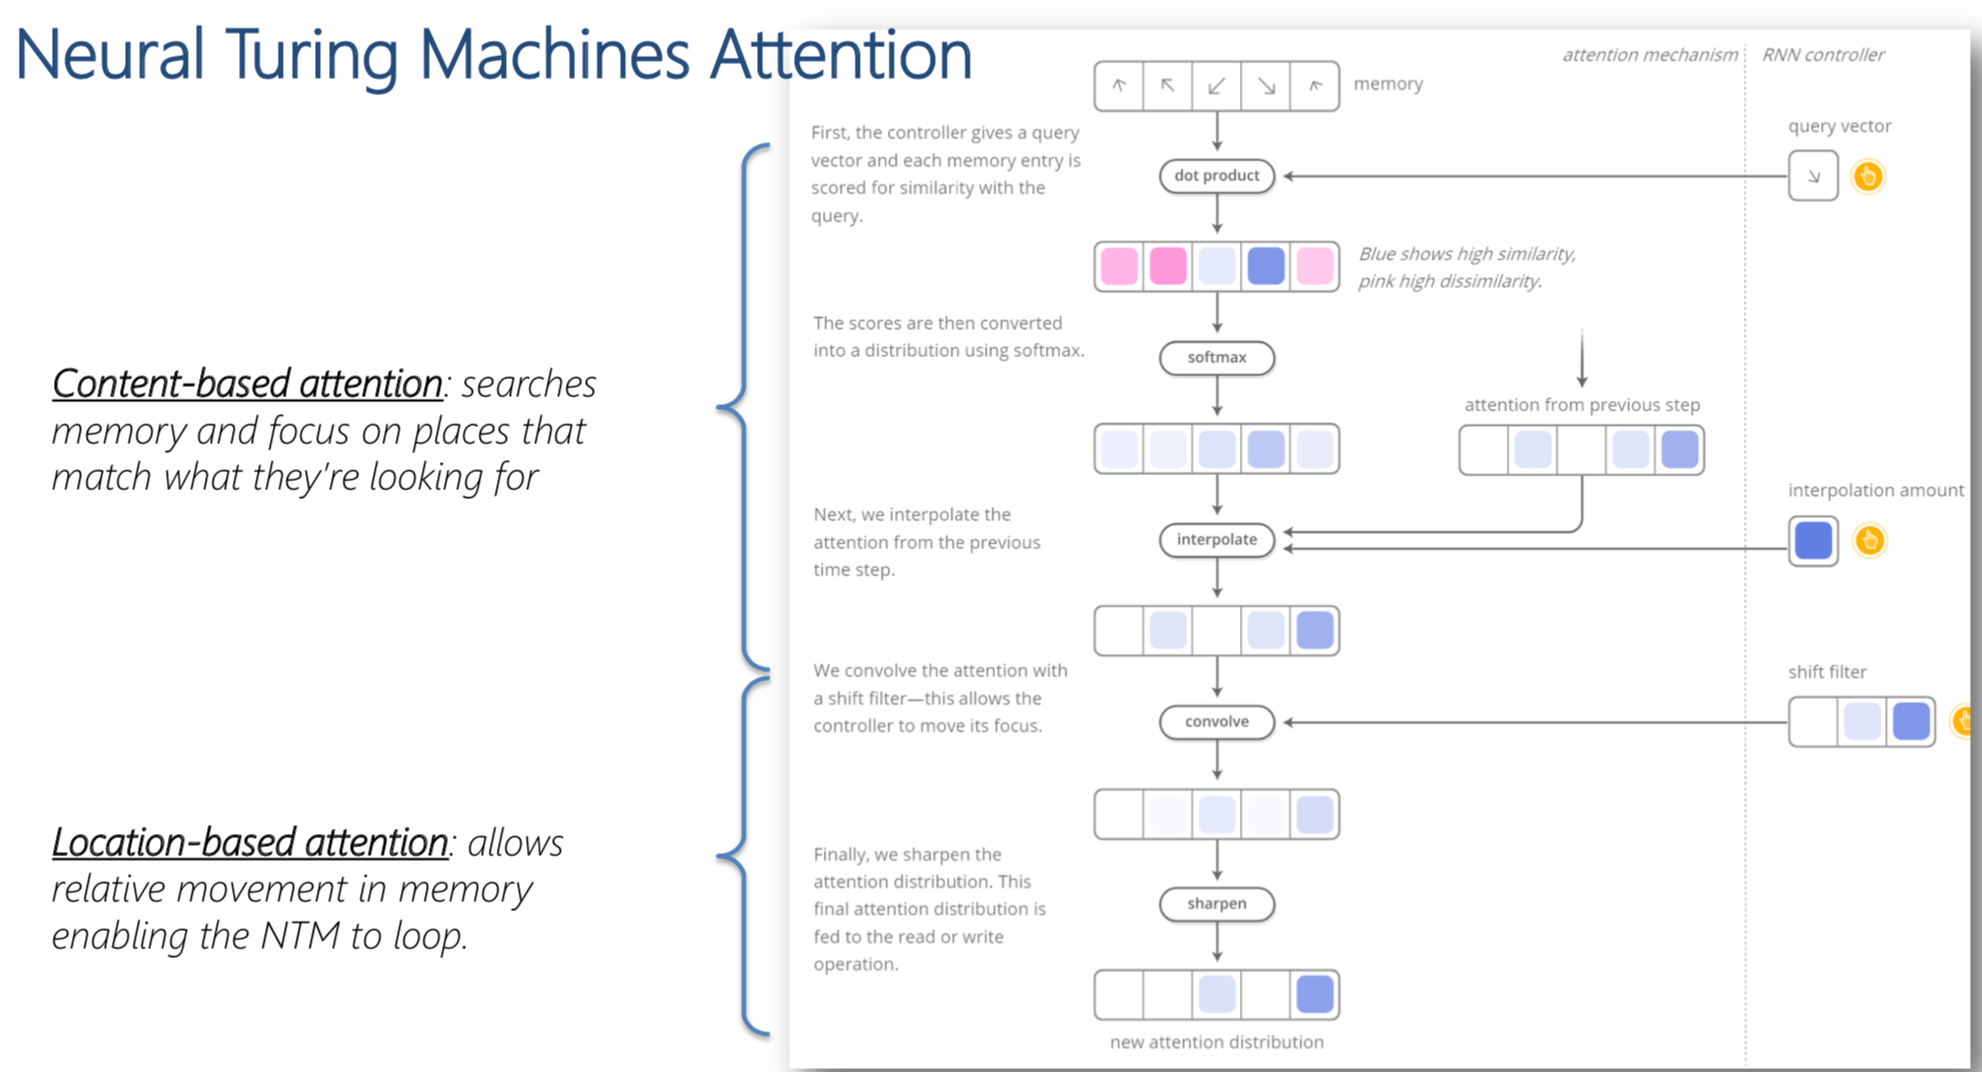 Neural Turing Machines Attention
attention mechanism
RNN controller
memory
First, the controller gives a query
vector and each memory entry is
scored for similarity with the
query.
query vector
dot product
Blue shows high similarity,
pink high dissimilarity.
The scores are then converted
into a distribution using softmax.
softmax
Content-based attention: searches
memory and focus on places that
match what they're looking for
attention from previous step
Next, we interpolate the
attention from the previous
time step.
interpolate
interpolation amount
We convolve the attention with
a shift filter—this allows the
controller to move its focus.
shift filter
convolve
Location-based attention: allows
relative movement in memory
enabling the NTM to loop.
Finally, we sharpen the
attention distribution. This
final attention distribution is
fed to the read or write
operation.
sharpen
new attention distribution